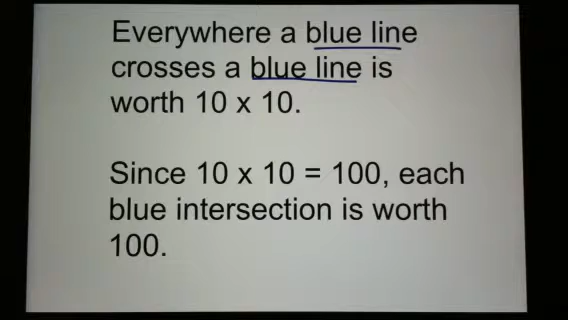 Everywhere a blue line
crosses a blue line is
worth 10 x 10.
Since 10 x 10 = 100, each
blue intersection is worth
100.